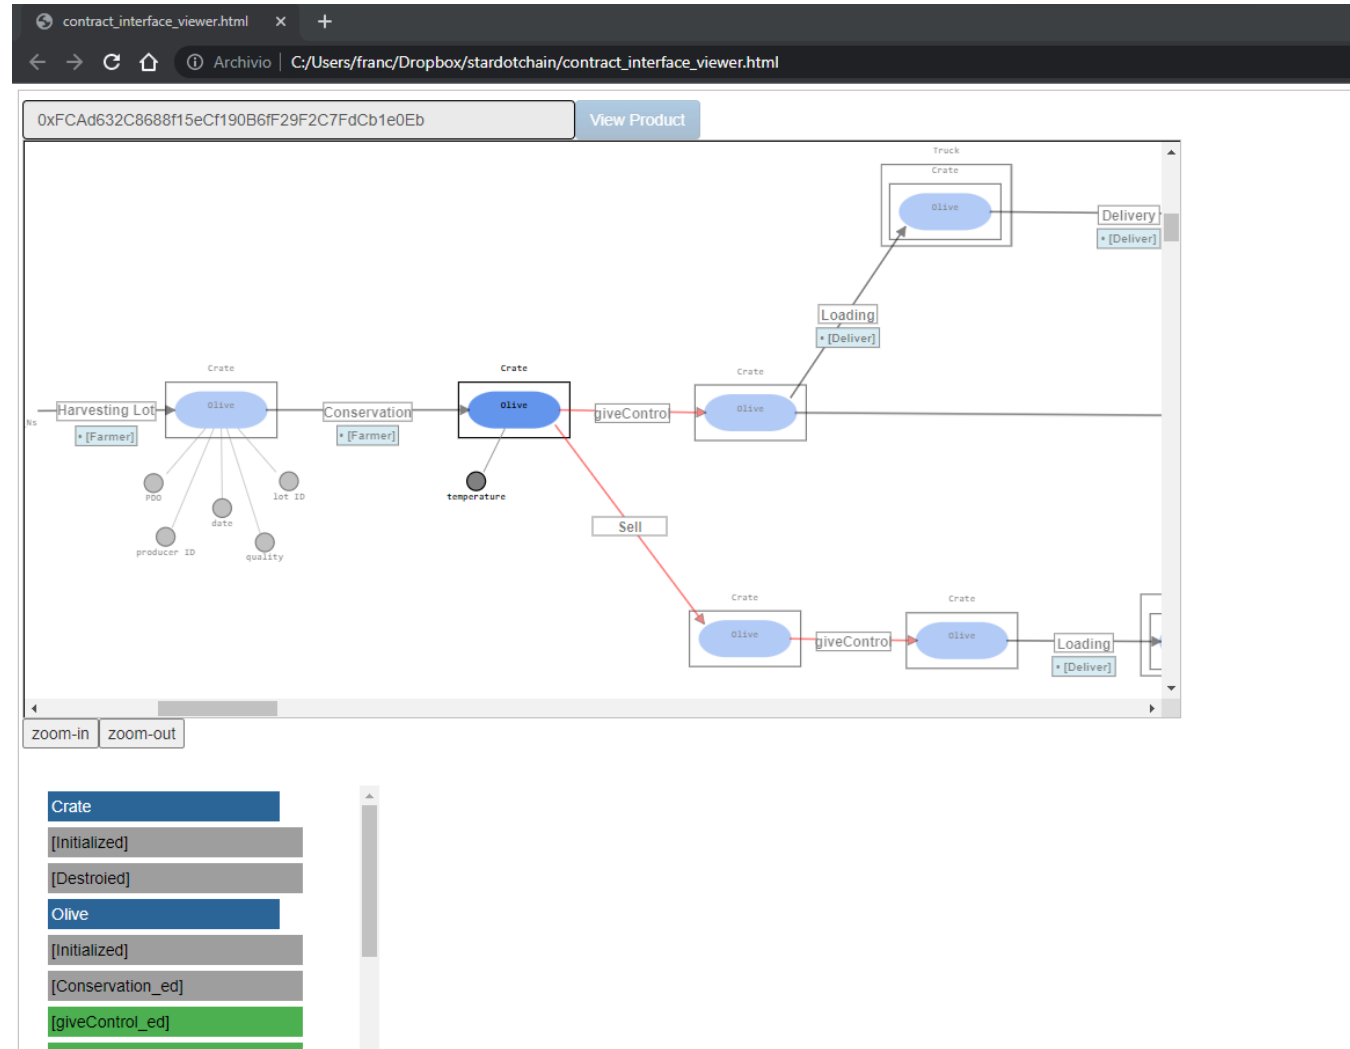 contract_interface_viewer.html
Archivio
C:/Users/franc/Dropbox/stardotchain/contract_interface_viewer.html
0xFCAd632C8688f15eCf190B6fF29F2C7FdCb1e0Eb
View Product
Truck
Crate
Olive
Delivery
• [Deliver]
Loading
• [Deliver]
Crate
Olive
Crate
Olive
Crate
Olive
Ns
Harvesting Lot
• [Farmer]
Conservation
• [Farmer]
giveControl
PDO
lot ID
date
producer ID
quality
temperature
Sell
Crate
Olive
Crate
Olive
giveControl
Loading
• [Deliver]
zoom-in
zoom-out
Crate
[Initialized]
[Destroied]
Olive
[Initialized]
[Conservation_ed]
[giveControl_ed]